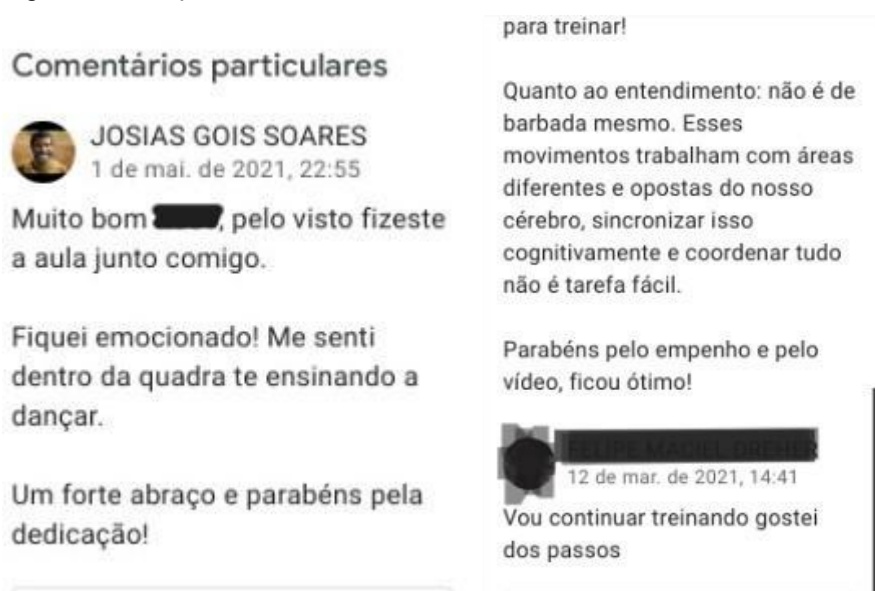 Comentários particulares
JOSIAS GOIS SOARES
1 de mai. de 2021, 22:55
Muito bom , pelo visto fizeste
a aula junto comigo.
Fiquei emocionado! Me senti
dentro da quadra te ensinando a
dançar.
Um forte abraço e parabéns pela
dedicação!
para treinar!
Quanto ao entendimento: não é de
barbada mesmo. Esses
movimentos trabalham com áreas
diferentes e opostas do nosso
cérebro, sincronizar isso
cognitivamente e coordenar tudo
não é tarefa fácil.
Parabéns pelo empenho e pelo
vídeo, ficou ótimo!
12 de mar. de 2021, 14:41
Vou continuar treinando gostei
dos passos